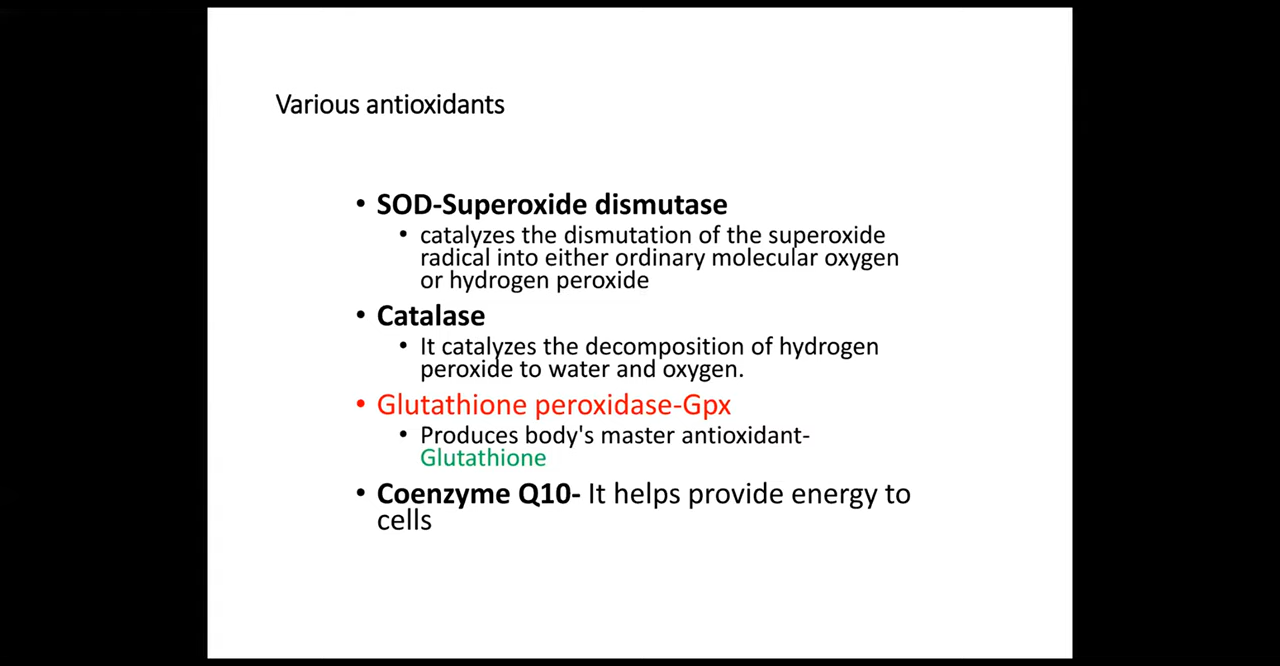 Various antioxidants
• SOD-Superoxide dismutase
• catalyzes the dismutation of the superoxide
radical into either ordinary molecular oxygen
or hydrogen peroxide
• Catalase
• It catalyzes the decomposition of hydrogen
peroxide to water and oxygen.
• Glutathione peroxidase-Gpx
• Produces body's master antioxidant-
Glutathione
• Coenzyme Q10- It helps provide energy to
cells